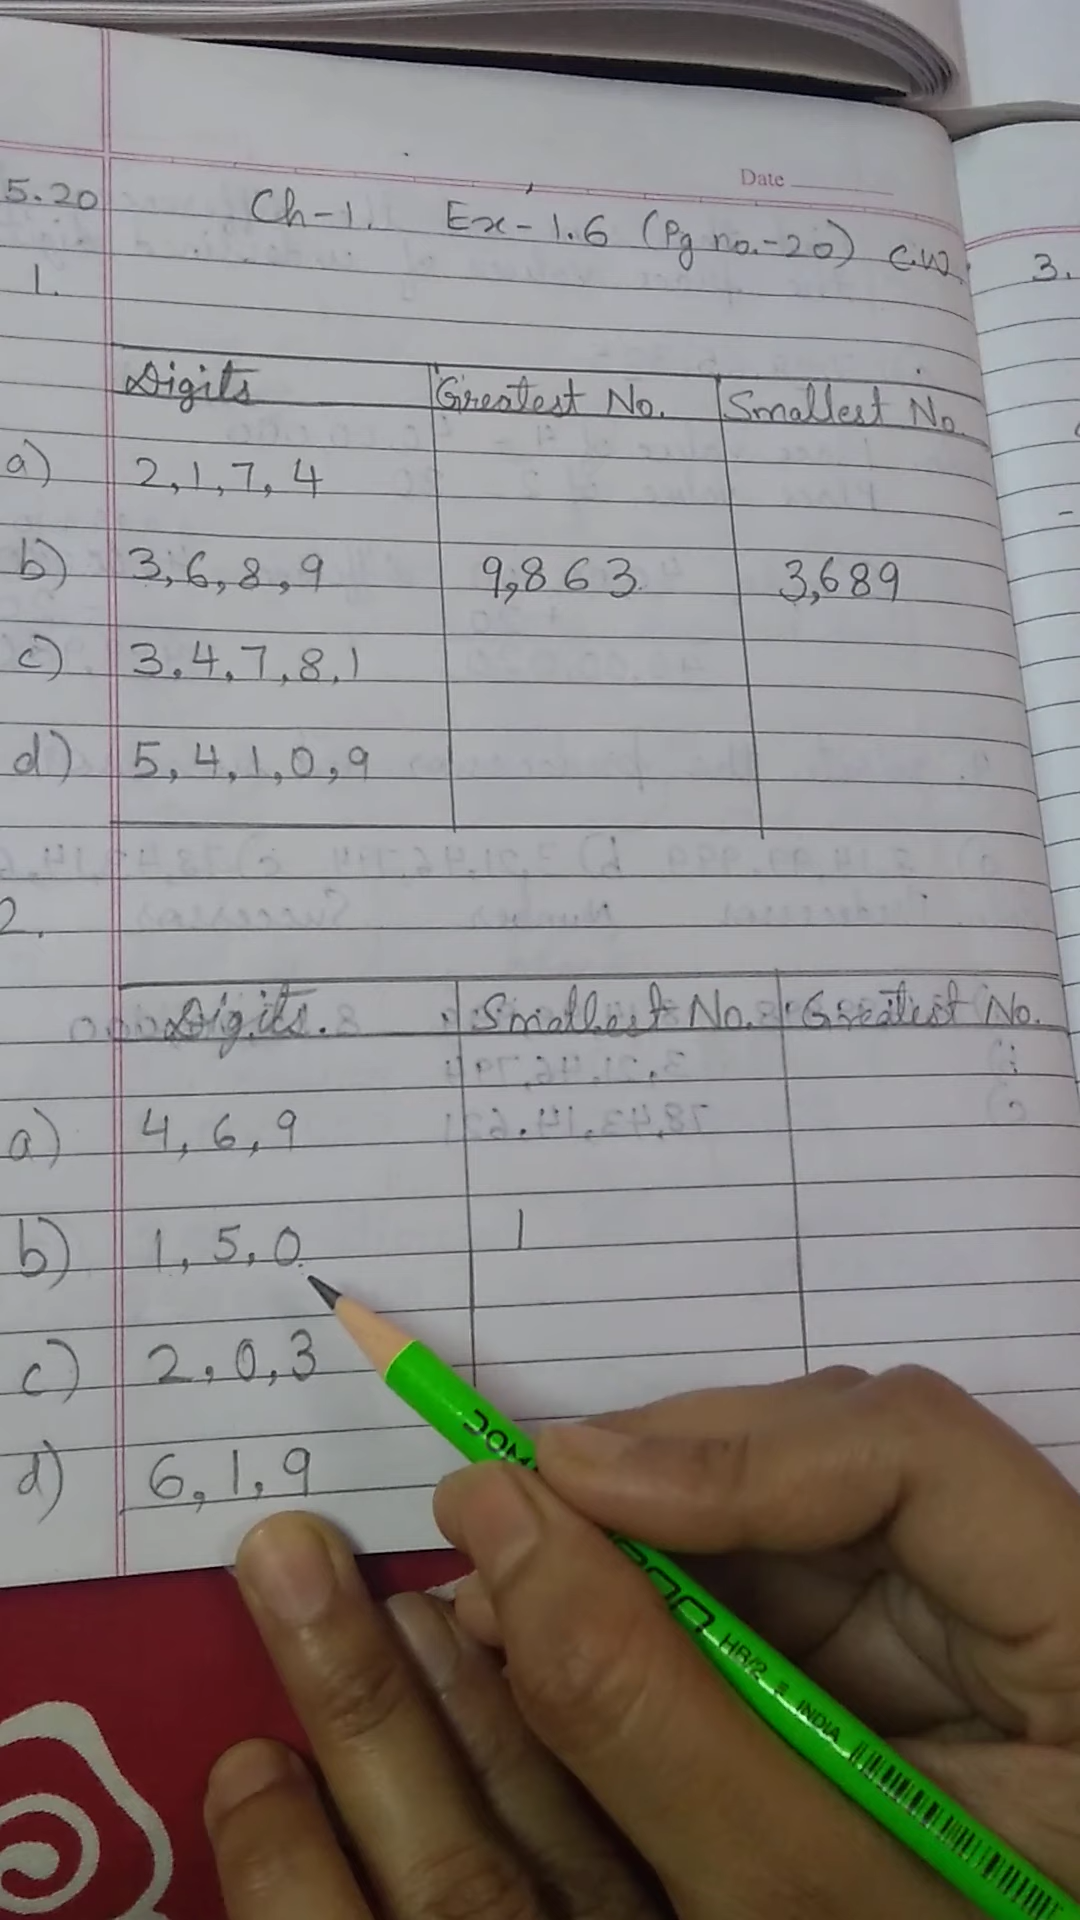 Date
5.20 Ch-1. Ex-1.6 (Pg no.-20) C.W.
1.
3.
Digits Greatest No. Smallest No.
a) 2,1,7,4
b) 3,6,8,9 9,863 3,689
c) 3,4,7,8,1
d) 5,4,1,0,9
2.
Digits. Smallest No. Greatest No.
a) 4,6,9
b) 1,5,0 1
c) 2,0,3
d) 6,1,9
DOM
HB/2 = INDIA